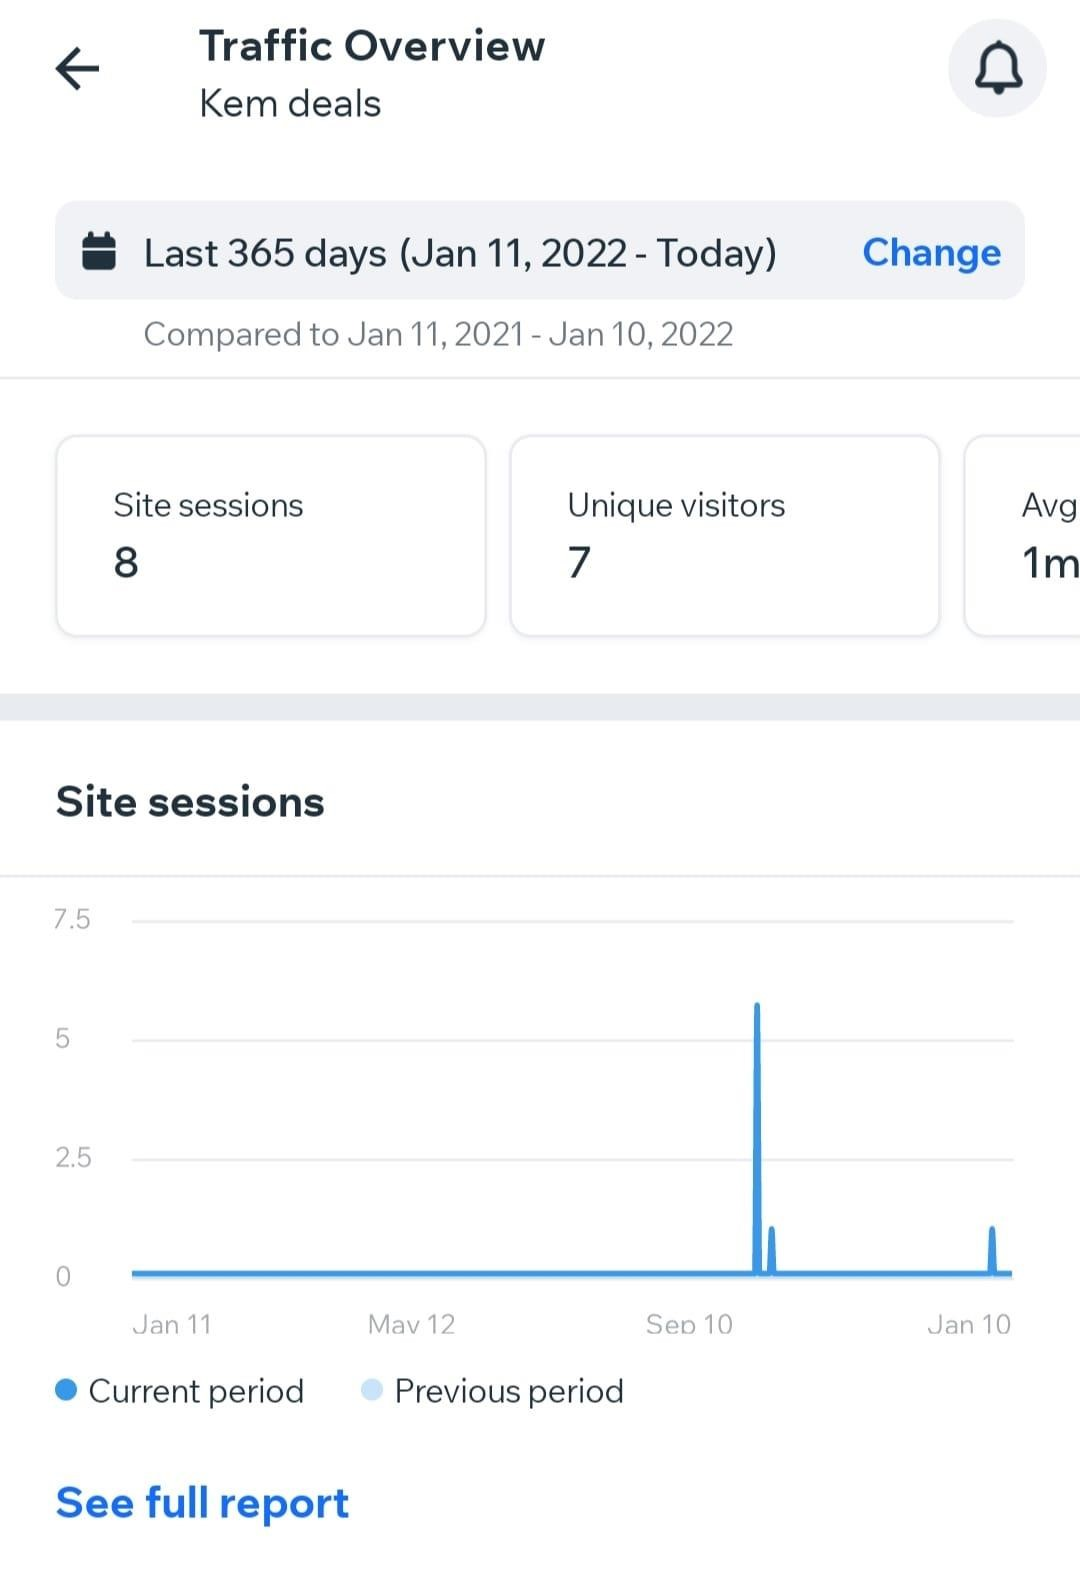 Traffic Overview
Kem deals
Last 365 days (Jan 11, 2022 - Today)
Change
Compared to Jan 11, 2021 - Jan 10, 2022
Site sessions
8
Unique visitors
7
Avg
1m
Site sessions
7.5
5
2.5
0
Jan 11
May 12
Sep 10
Jan 10
Current period
Previous period
See full report